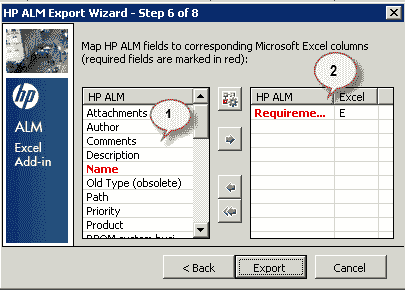 HP ALM Export Wizard - Step 6 of 8
Map HP ALM fields to corresponding Microsoft Excel columns
(required fields are marked in red):
2
HP ALM
HP ALM Excel
Attachments
Requireme... E
1
Author
Comments
Description
Name
Old Type (obsolete)
Path
Priority
Product
hp
ALM
Excel
Add-in
< Back Export Cancel